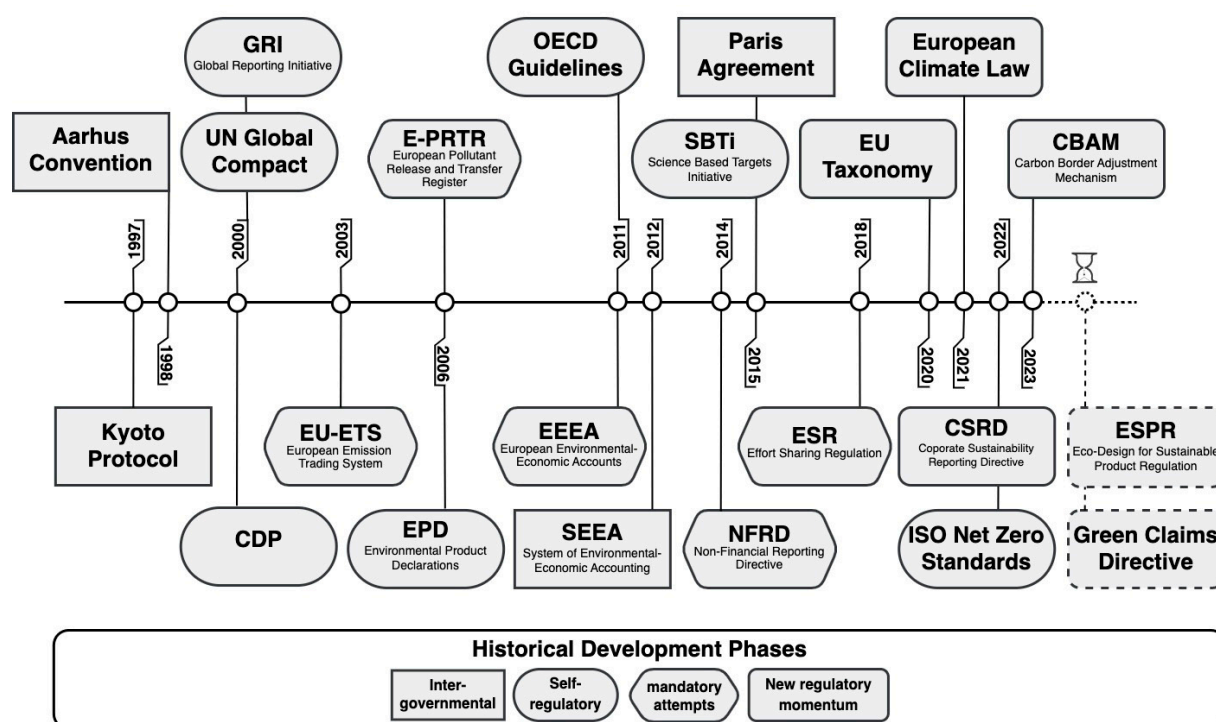 GRI
Global Reporting Initiative
OECD
Guidelines
Paris
Agreement
European
Climate Law
Aarhus
Convention
UN Global
Compact
E-PRTR
European Pollutant
Release and Transfer
Register
SBTi
Science Based Targets
Initiative
EU
Taxonomy
CBAM
Carbon Border Adjustment
Mechanism
1997
2000
2003
2011
2012
2014
2018
2022
1998
2006
2015
2020
2021
2023
Kyoto
Protocol
EU-ETS
European Emission
Trading System
EEEA
European Environmental-
Economic Accounts
ESR
Effort Sharing Regulation
CSRD
Coporate Sustainability
Reporting Directive
ESPR
Eco-Design for Sustainable
Product Regulation
CDP
EPD
Environmental Product
Declarations
SEEA
System of Environmental-
Economic Accounting
NFRD
Non-Financial Reporting
Directive
ISO Net Zero
Standards
Green Claims
Directive
Historical Development Phases
Inter-
governmental
Self-
regulatory
mandatory
attempts
New regulatory
momentum